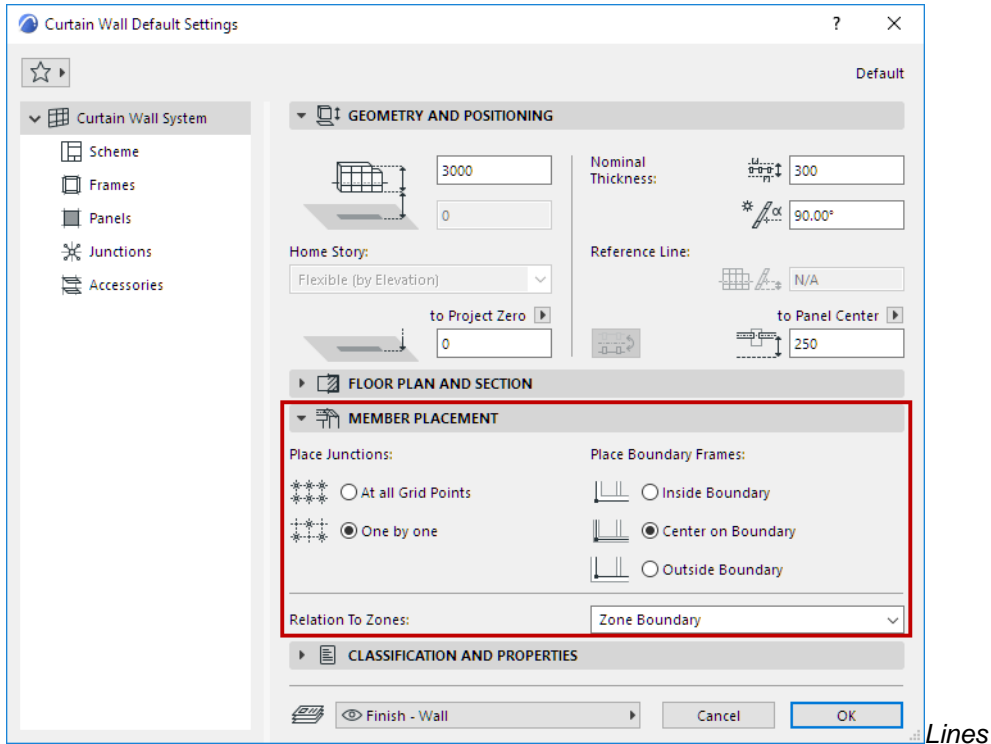 Curtain Wall Default Settings
?
Default
Curtain Wall System
Scheme
Frames
Panels
Junctions
Accessories
GEOMETRY AND POSITIONING
3000
0
Home Story:
Flexible (by Elevation)
to Project Zero
0
Nominal
Thickness:
300
α
90.00°
Reference Line:
N/A
to Panel Center
250
FLOOR PLAN AND SECTION
MEMBER PLACEMENT
Place Junctions:
At all Grid Points
One by one
Place Boundary Frames:
Inside Boundary
Center on Boundary
Outside Boundary
Relation To Zones:
Zone Boundary
CLASSIFICATION AND PROPERTIES
Finish - Wall
Cancel
OK
Lines